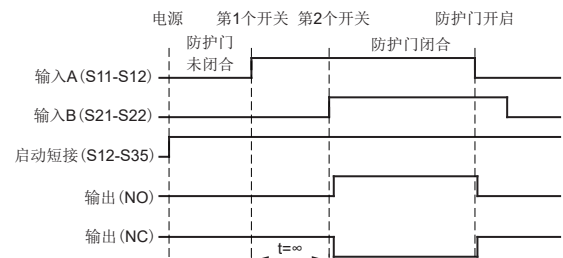 电源 第1个开关 第2个开关 防护门开启
防护门
未闭合
防护门闭合
输入A(S11-S12)
输入B(S21-S22)
启动短接(S12-S35)
输出(NO)
输出(NC)
t=∞